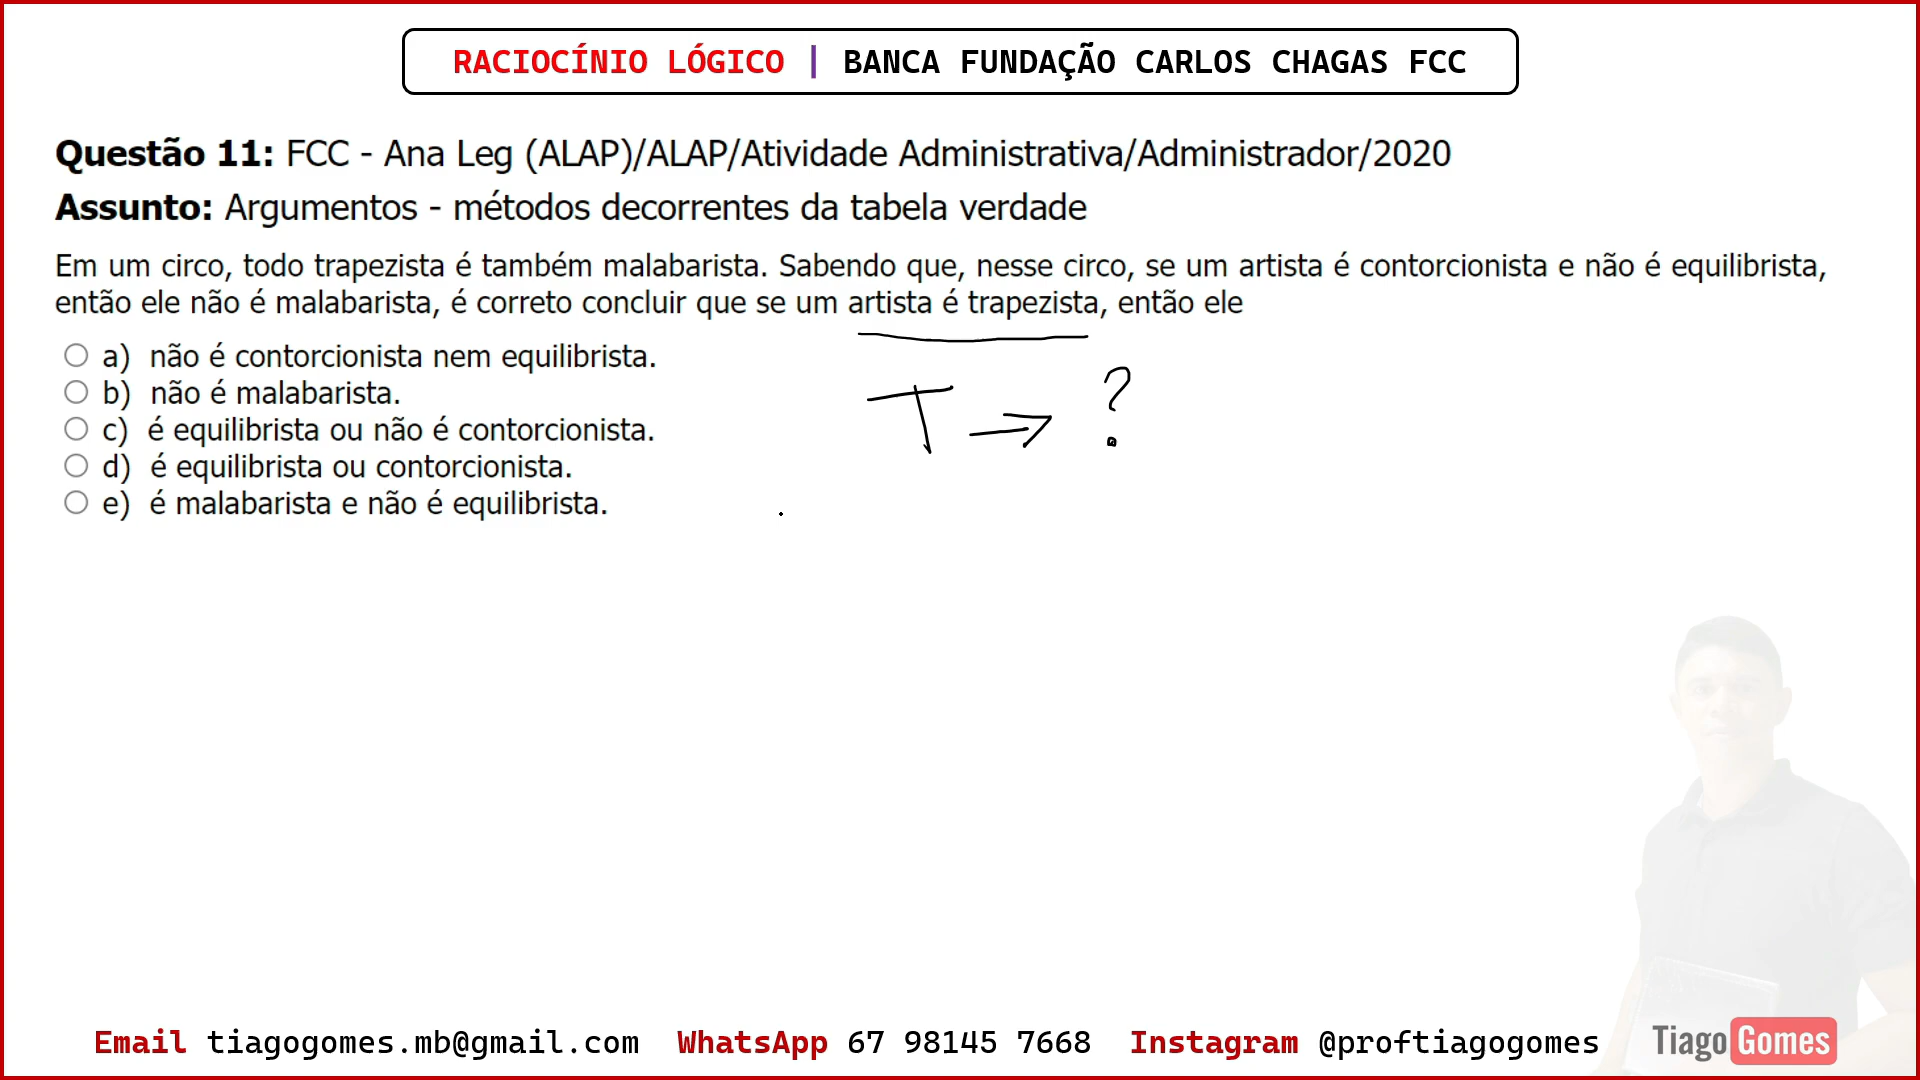 RACIOCÍNIO LÓGICO | BANCA FUNDAÇÃO CARLOS CHAGAS FCC
Questão 11: FCC - Ana Leg (ALAP)/ALAP/Atividade Administrativa/Administrador/2020
Assunto: Argumentos - métodos decorrentes da tabela verdade
Em um circo, todo trapezista é também malabarista. Sabendo que, nesse circo, se um artista é contorcionista e não é equilibrista,
então ele não é malabarista, é correto concluir que se um artista é trapezista, então ele
a) não é contorcionista nem equilibrista.
b) não é malabarista.
c) é equilibrista ou não é contorcionista.
d) é equilibrista ou contorcionista.
e) é malabarista e não é equilibrista.
T → ?
Email tiagogomes.mb@gmail.com WhatsApp 67 98145 7668 Instagram @proftiagogomes Tiago Gomes